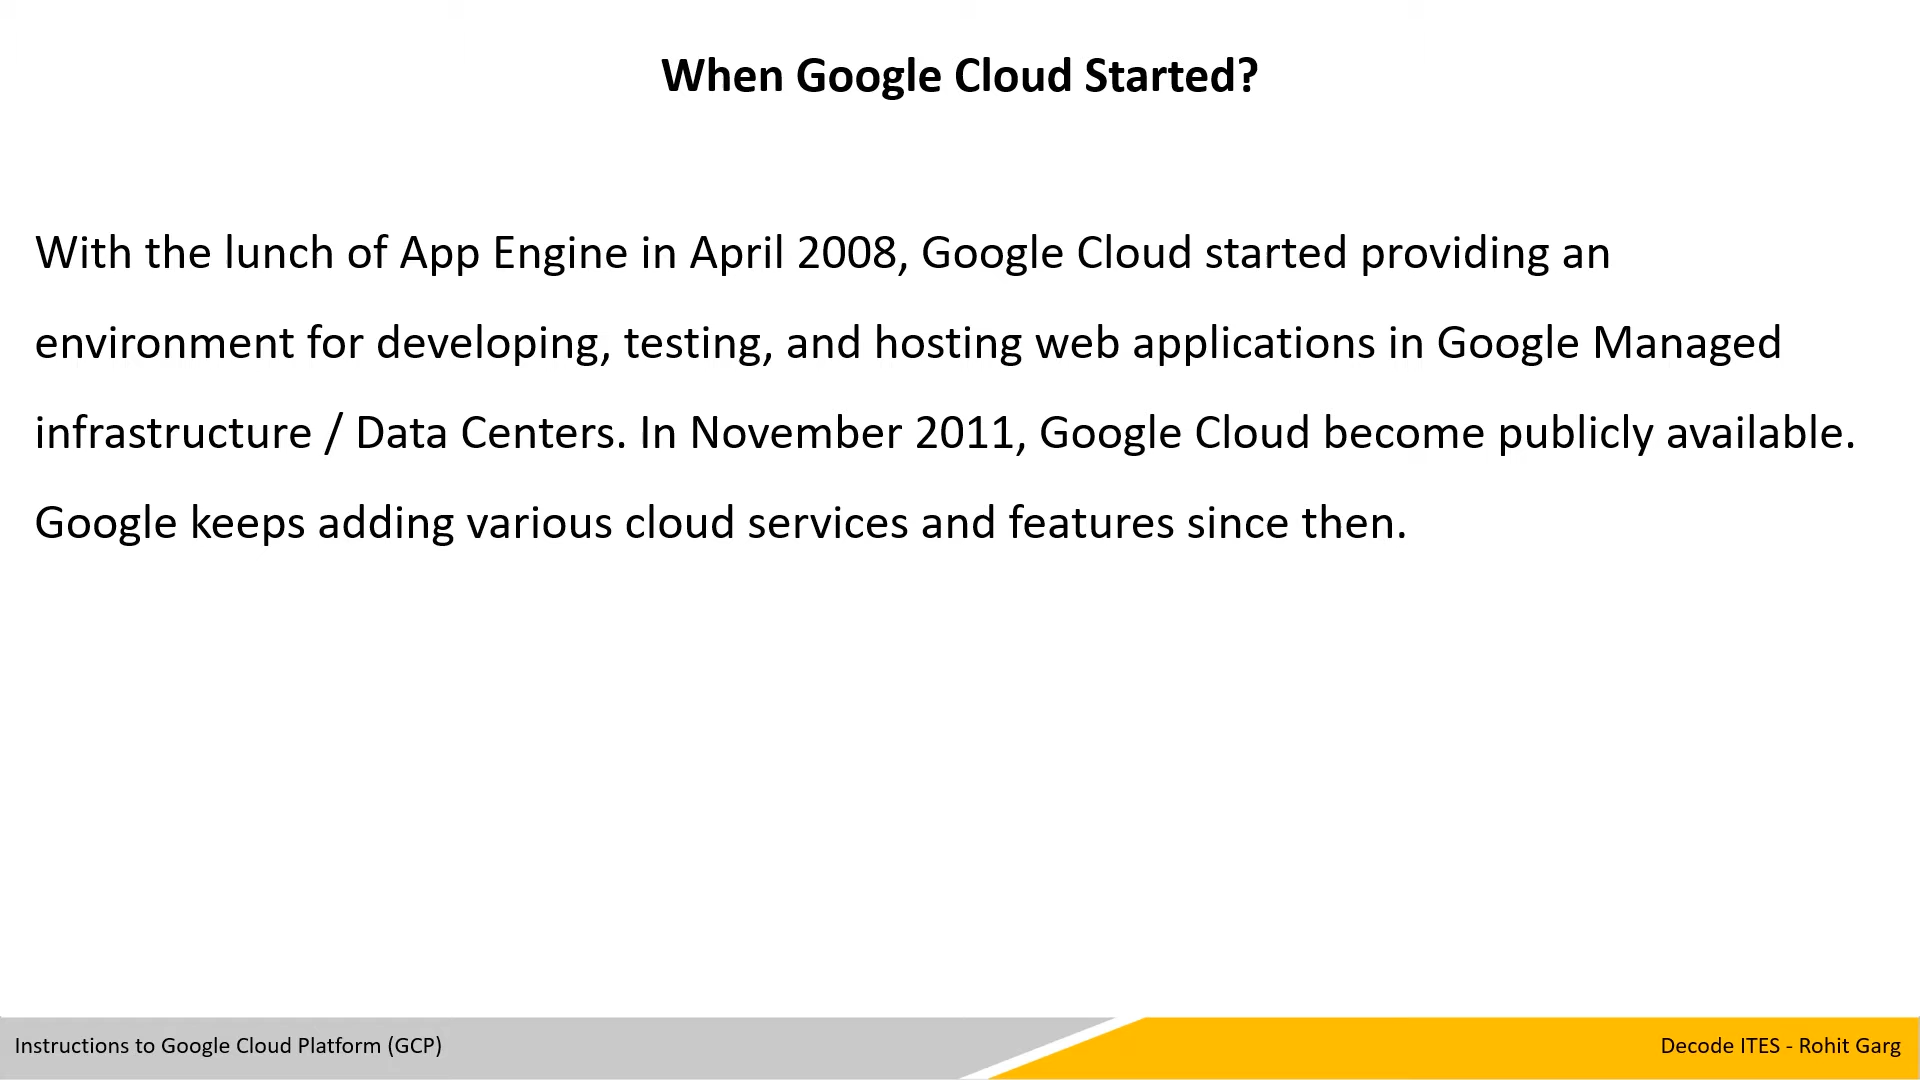 When Google Cloud Started?
With the lunch of App Engine in April 2008, Google Cloud started providing an
environment for developing, testing, and hosting web applications in Google Managed
infrastructure / Data Centers. In November 2011, Google Cloud become publicly available.
Google keeps adding various cloud services and features since then.
Instructions to Google Cloud Platform (GCP)
Decode ITES - Rohit Garg